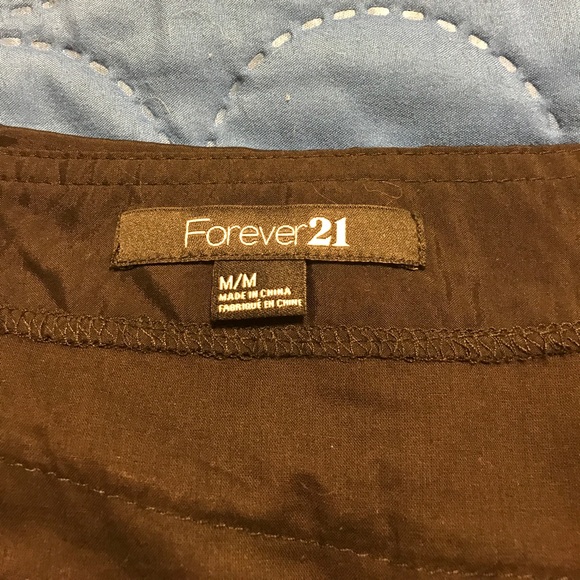 Forever21
M/M
MADE IN CHINA
FABRIQUÉ EN CHINE